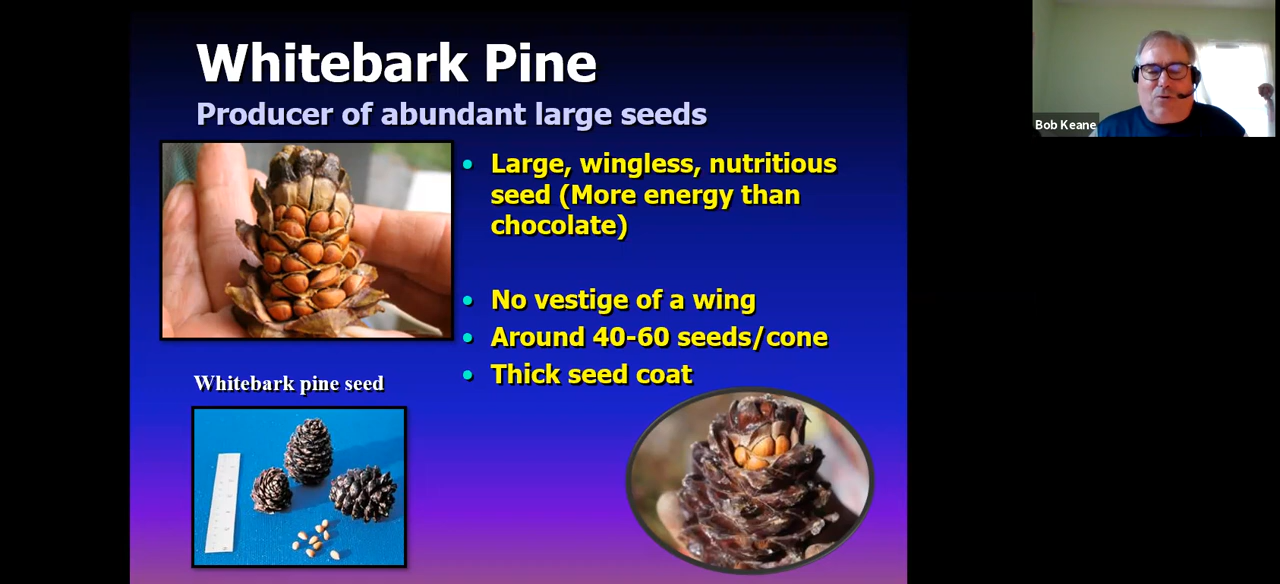 Whitebark Pine
Producer of abundant large seeds
• Large, wingless, nutritious
seed (More energy than
chocolate)
• No vestige of a wing
• Around 40-60 seeds/cone
• Thick seed coat
Whitebark pine seed
Bob Keane